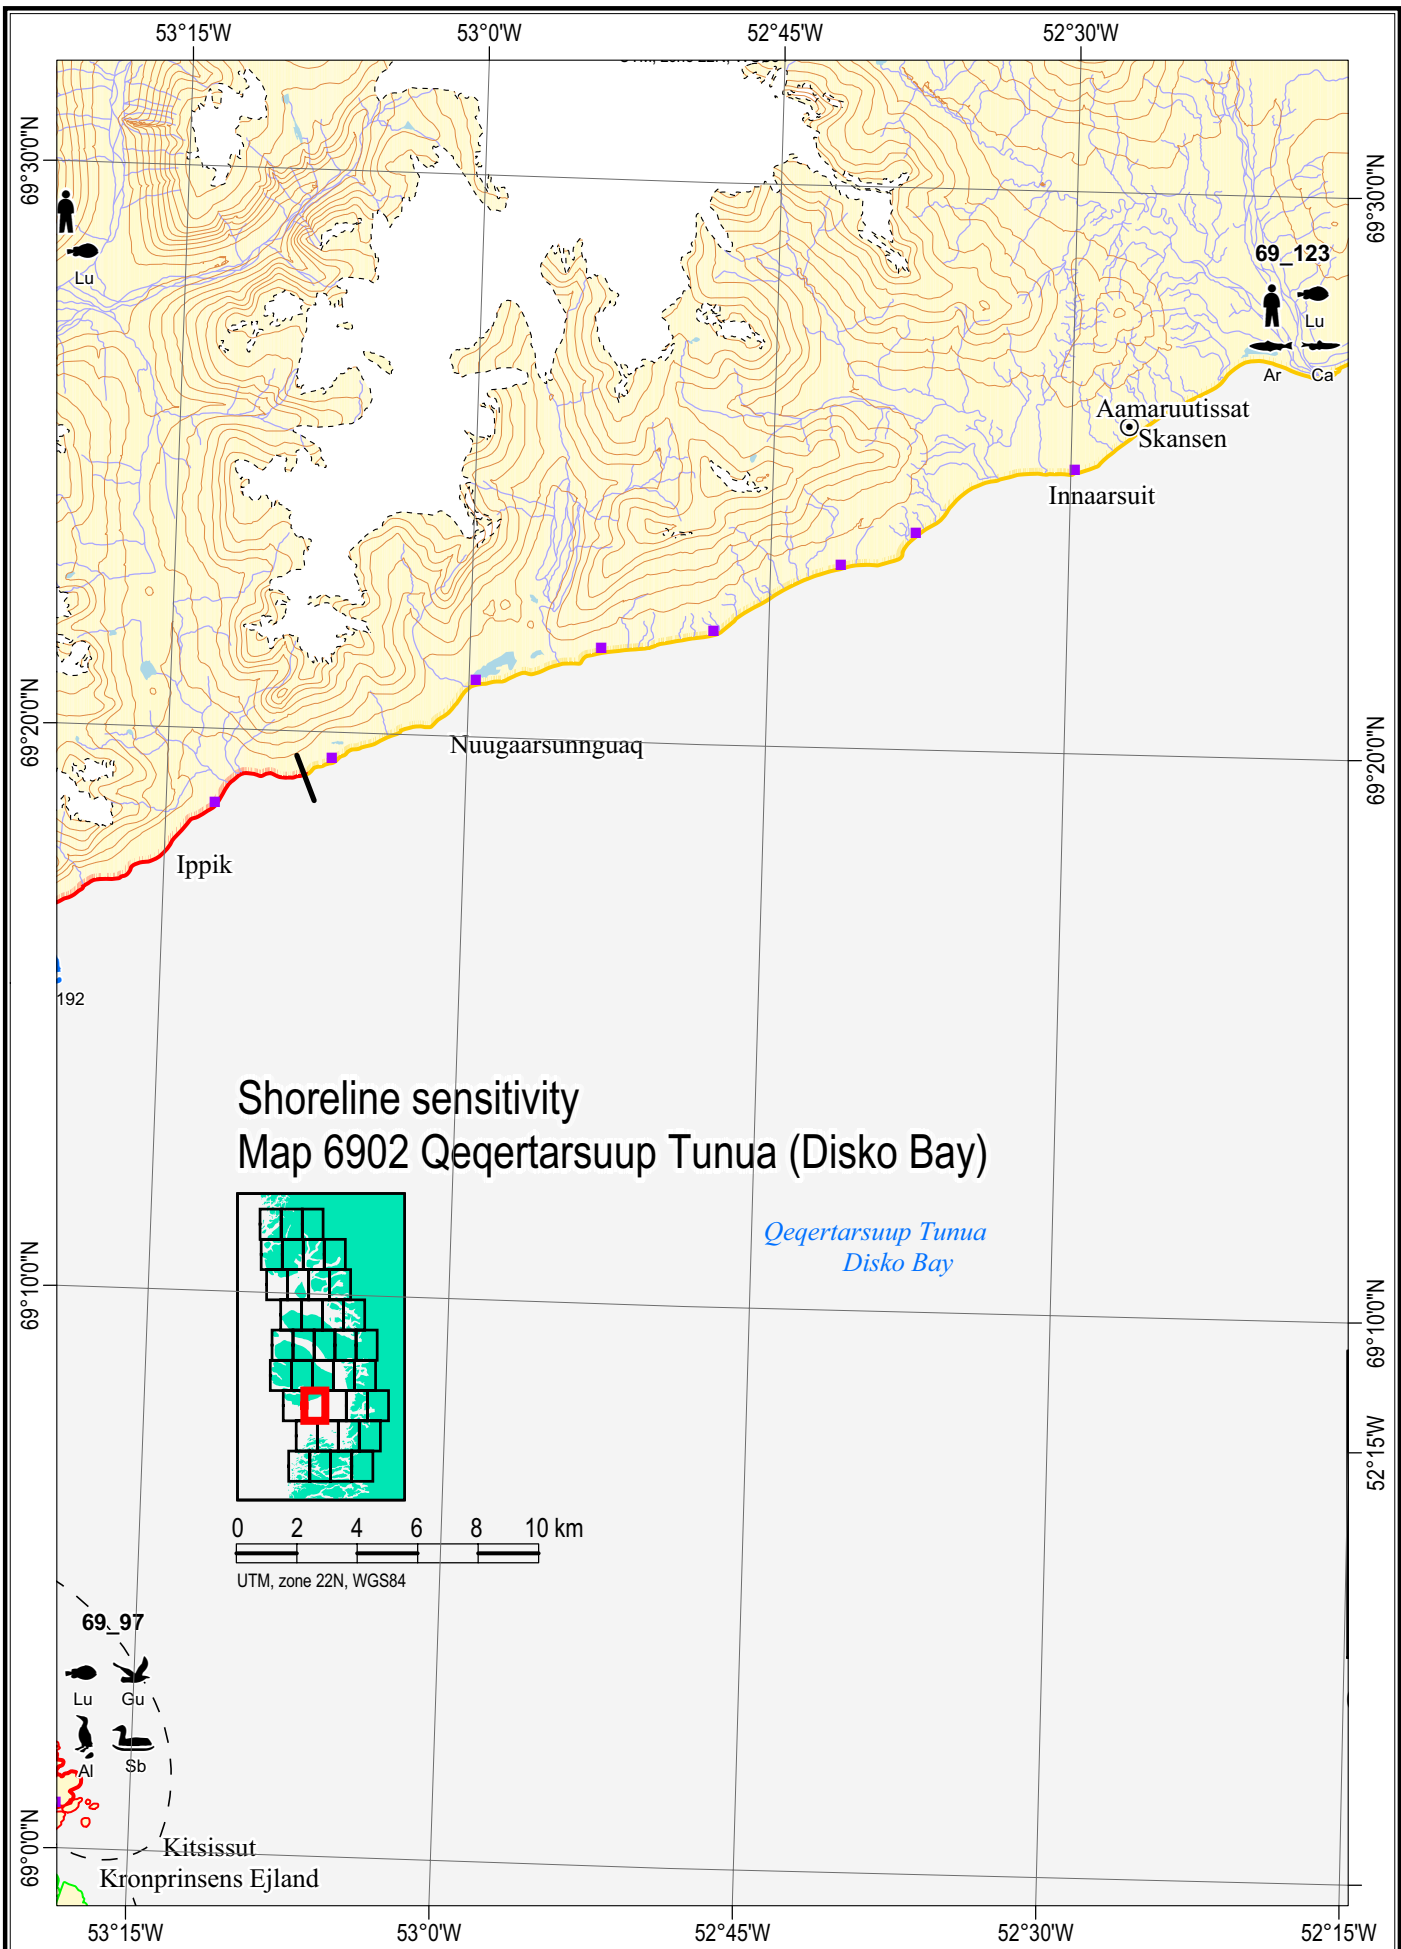 53°15'W
53°0'W
52°45'W
52°30'W
69°30'0"N
69°30'0"N
Lu
69_123
Lu
Ar
Ca
Aamaruutissat
Skansen
Innaarsuit
69°20'0"N
69°20'0"N
Nuugaarsunnguaq
Ippik
192
Shoreline sensitivity
Map 6902 Qeqertarsuup Tunua (Disko Bay)
Qeqertarsuup Tunua
Disko Bay
69°10'0"N
69°10'0"N
52°15'W
0 2 4 6 8 10 km
UTM, zone 22N, WGS84
69_97
Lu
Gu
Al
Sb
69°0'0"N
Kitsissut
Kronprinsens Ejland
53°15'W
53°0'W
52°45'W
52°30'W
52°15'W